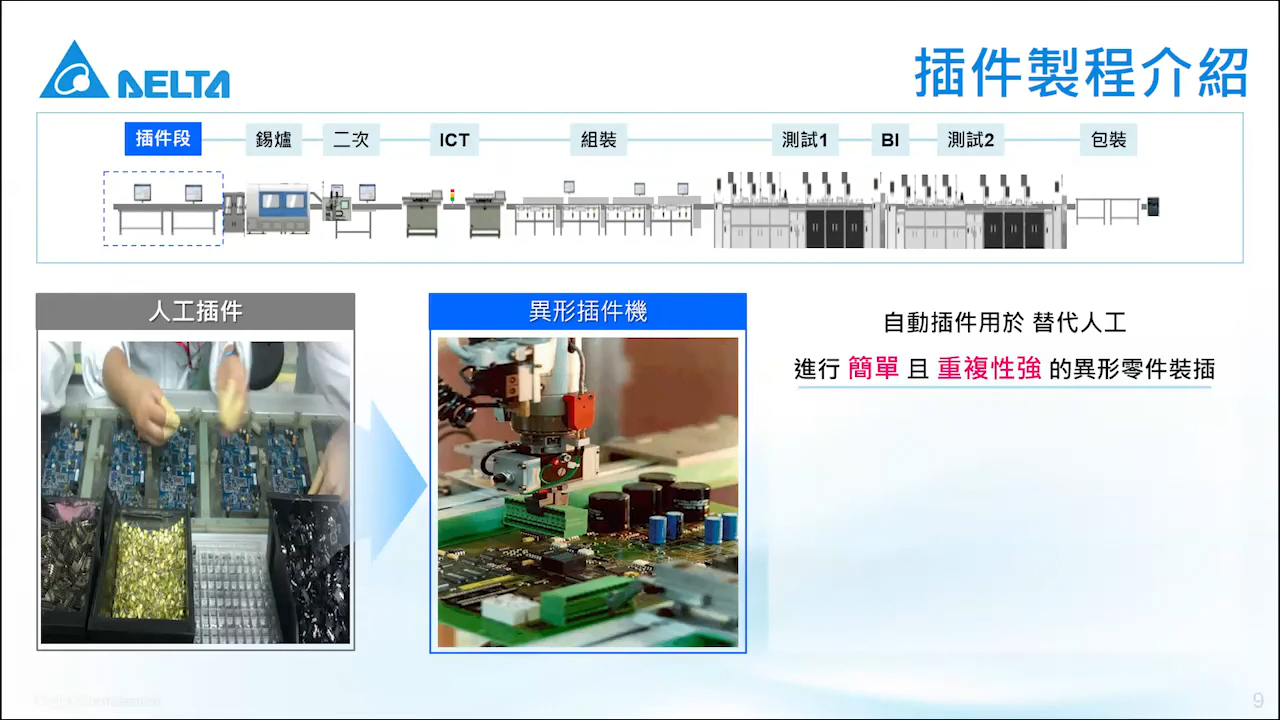 DELTA
插件製程介紹
插件段
錫爐
二次
ICT
組裝
測試1
BI
測試2
包裝
人工插件
異形插件機
自動插件用於 替代人工
進行 簡單 且 重複性強 的異形零件裝插
9